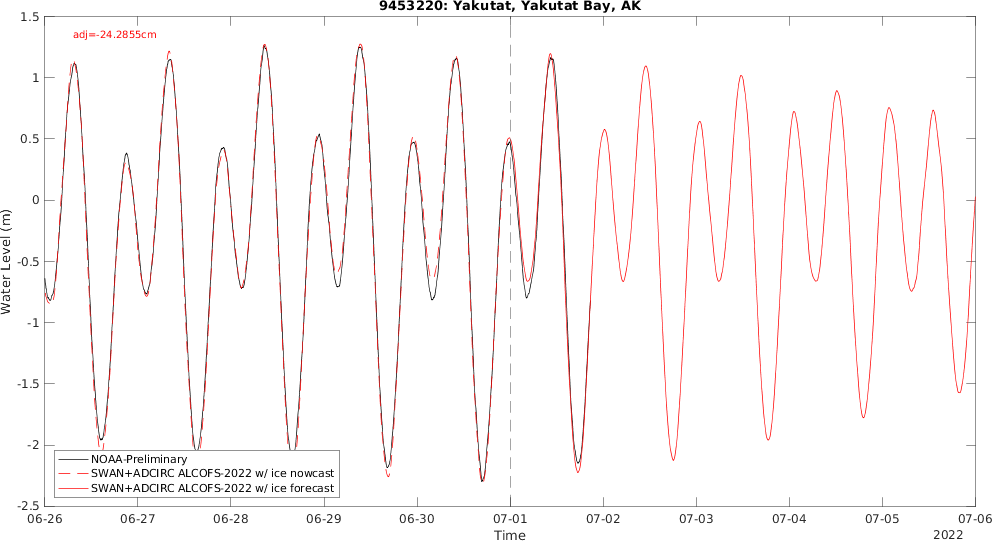 9453220: Yakutat, Yakutat Bay, AK
adj=-24.2855cm
1.5
1
0.5
0
-0.5
-1
-1.5
-2
-2.5
Water Level (m)
NOAA-Preliminary
SWAN+ADCIRC ALCOFS-2022 w/ ice nowcast
SWAN+ADCIRC ALCOFS-2022 w/ ice forecast
06-26 06-27 06-28 06-29 06-30 07-01 07-02 07-03 07-04 07-05 07-06
Time
2022